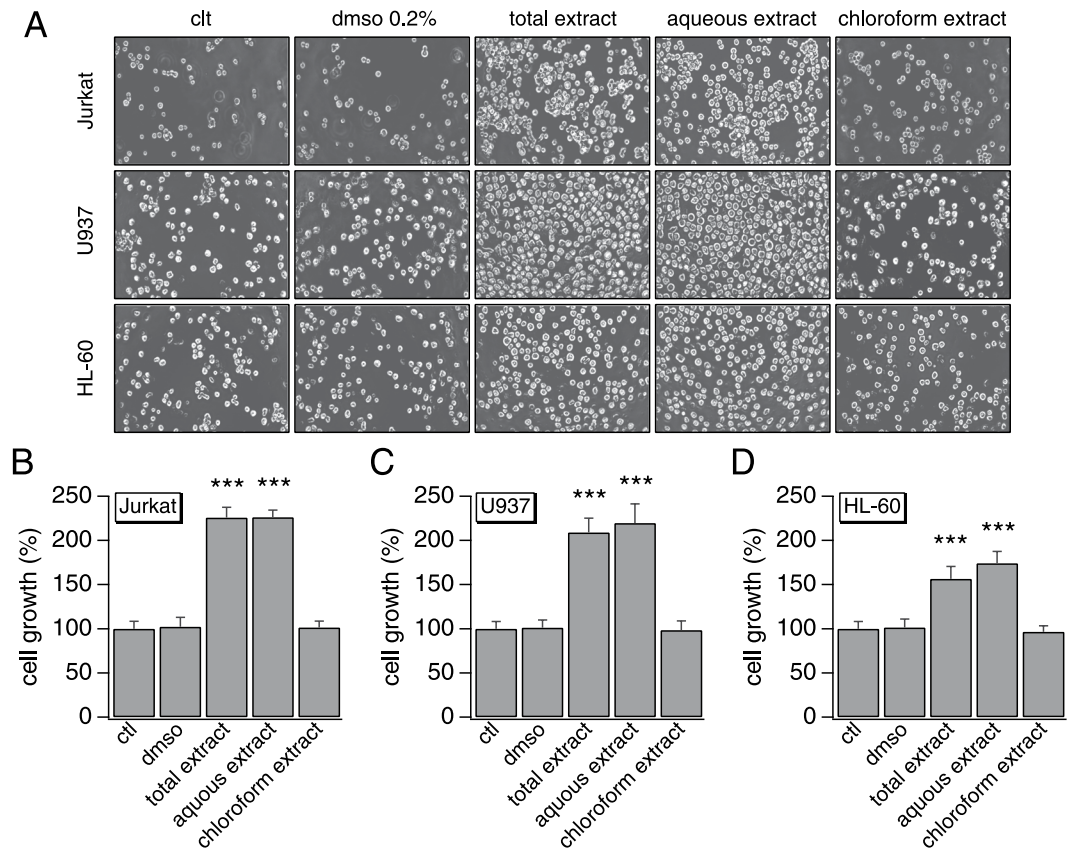 A
clt dmso 0.2% total extract aqueous extract chloroform extract
Jurkat
U937
HL-60
B
cell growth (%)
250
200
150
100
50
0
Jurkat
*** ***
ctl
dmso
total extract
aquous extract
chloroform extract
C
cell growth (%)
250
200
150
100
50
0
U937
*** ***
ctl
dmso
total extract
aquous extract
chloroform extract
D
cell growth (%)
250
200
150
100
50
0
HL-60
*** ***
ctl
dmso
total extract
aquous extract
chloroform extract